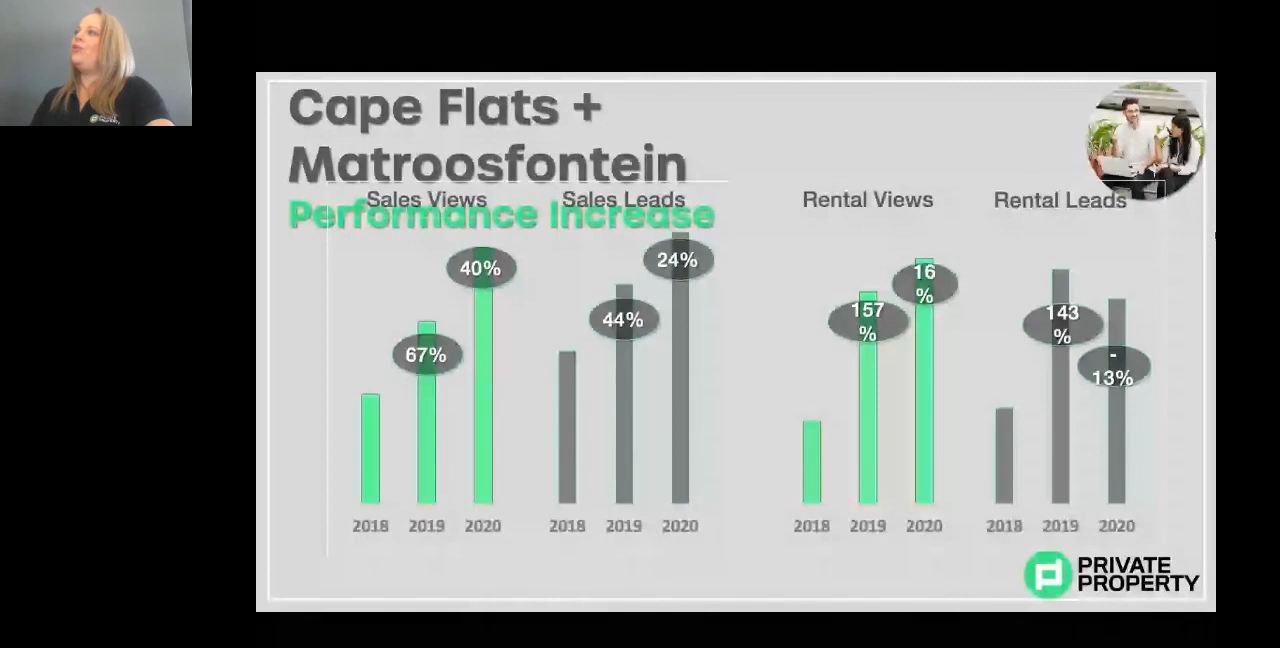 Cape Flats +
Matroosfontein
Performance Increase
Sales Views
Sales Leads
Rental Views
Rental Leads
67%
40%
44%
24%
157
%
16
%
143
%
-
13%
2018 2019 2020
2018 2019 2020
2018 2019 2020
2018 2019 2020
PRIVATE
PROPERTY
PROPERTY